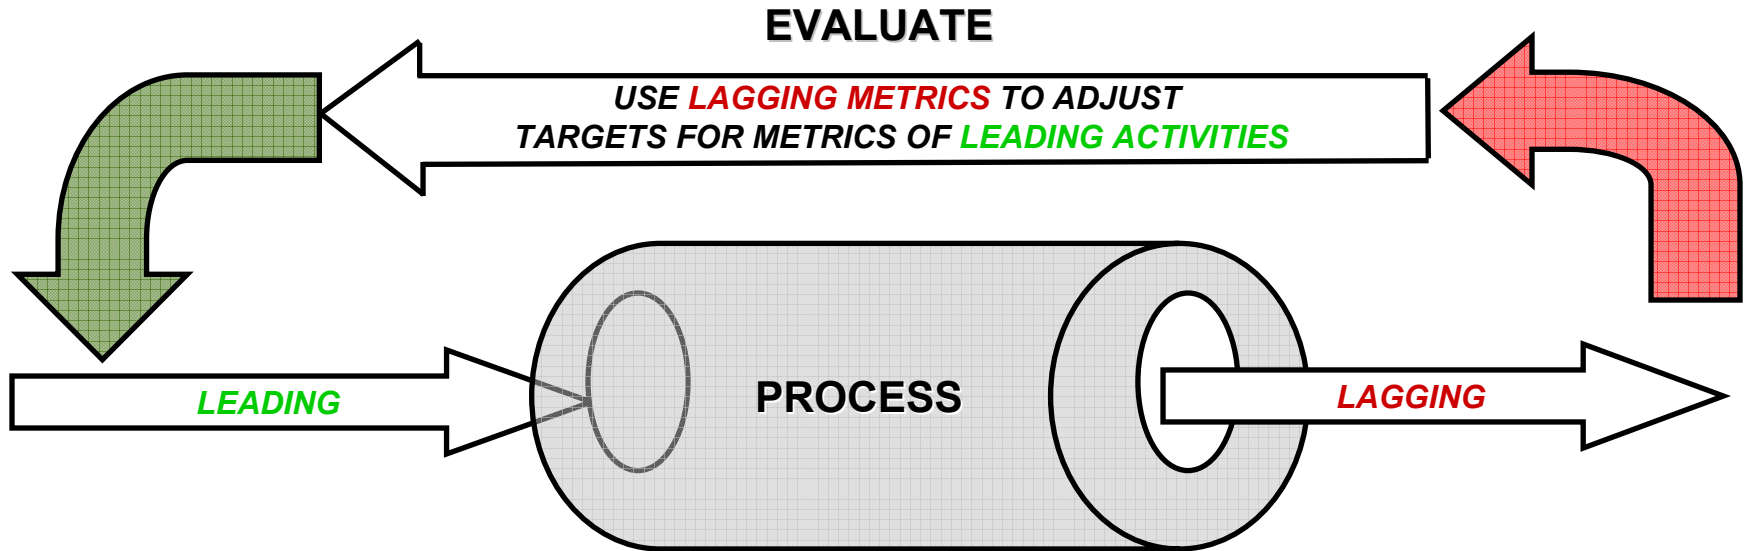 EVALUATE
USE LAGGING METRICS TO ADJUST
TARGETS FOR METRICS OF LEADING ACTIVITIES
LEADING
PROCESS
LAGGING